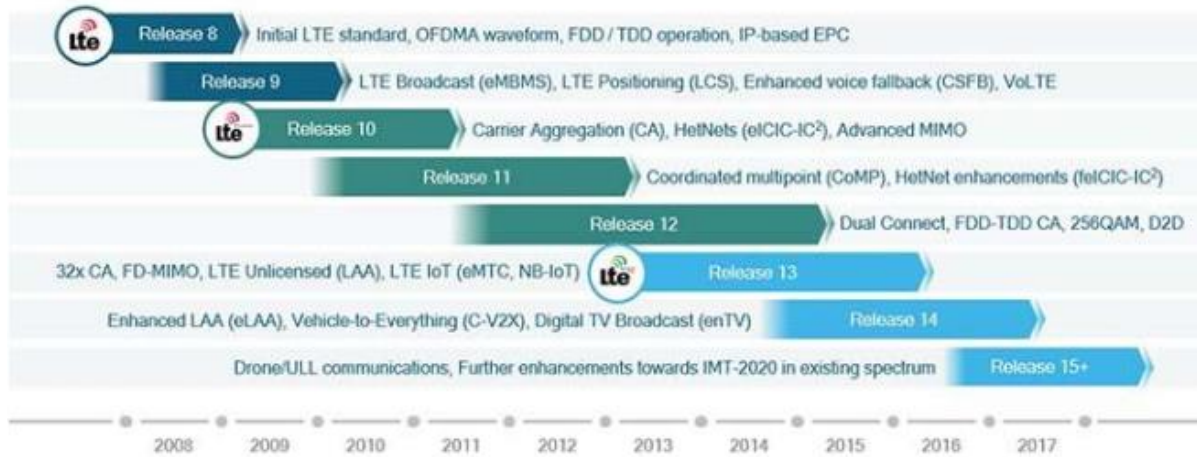 LTE Release 8 Initial LTE standard, OFDMA waveform, FDD / TDD operation, IP-based EPC
Release 9 LTE Broadcast (eMBMS), LTE Positioning (LCS), Enhanced voice fallback (CSFB), VoLTE
LTE Release 10 Carrier Aggregation (CA), HetNets (eICIC-IC²), Advanced MIMO
Release 11 Coordinated multipoint (CoMP), HetNet enhancements (feICIC-IC²)
Release 12 Dual Connect, FDD-TDD CA, 256QAM, D2D
32x CA, FD-MIMO, LTE Unlicensed (LAA), LTE IoT (eMTC, NB-IoT) LTE Release 13
Enhanced LAA (eLAA), Vehicle-to-Everything (C-V2X), Digital TV Broadcast (enTV) Release 14
Drone/ULL communications, Further enhancements towards IMT-2020 in existing spectrum Release 15+
2008 2009 2010 2011 2012 2013 2014 2015 2016 2017